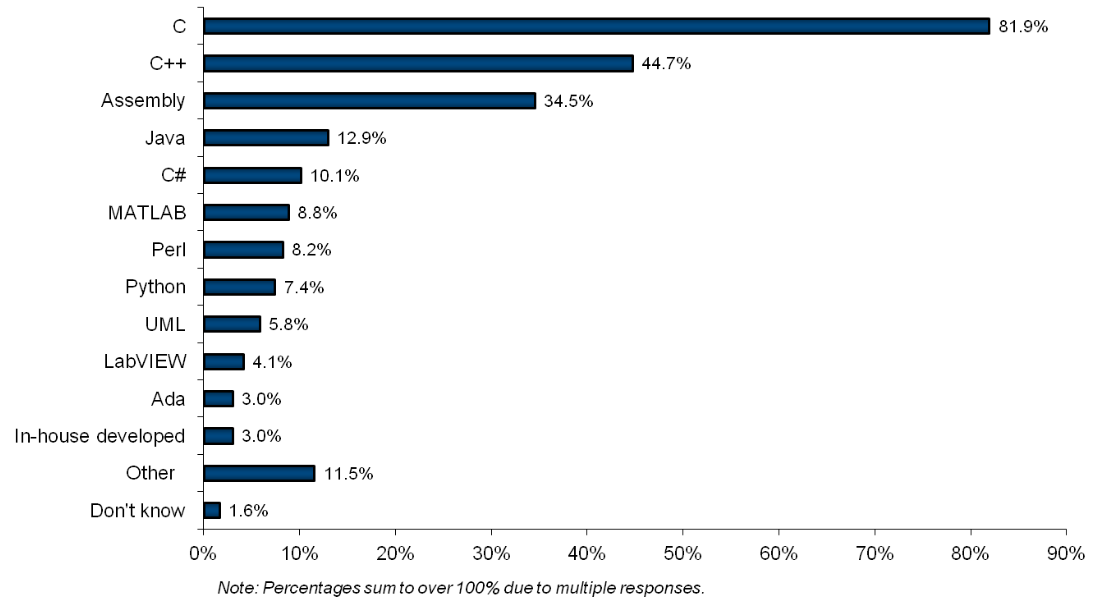 C 81.9%
C++ 44.7%
Assembly 34.5%
Java 12.9%
C# 10.1%
MATLAB 8.8%
Perl 8.2%
Python 7.4%
UML 5.8%
LabVIEW 4.1%
Ada 3.0%
In-house developed 3.0%
Other 11.5%
Don't know 1.6%
0% 10% 20% 30% 40% 50% 60% 70% 80% 90%
Note: Percentages sum to over 100% due to multiple responses.